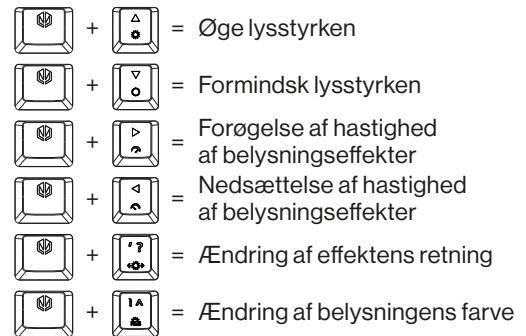 + △ = Øge lysstyrken
+ ▽ = Formindsk lysstyrken
+ ▷ = Forøgelse af hastighed
af belysningseffekter
+ ◁ = Nedsættelse af hastighed
af belysningseffekter
+ ' ? = Ændring af effektens retning
+ 1 ^ = Ændring af belysningens farve